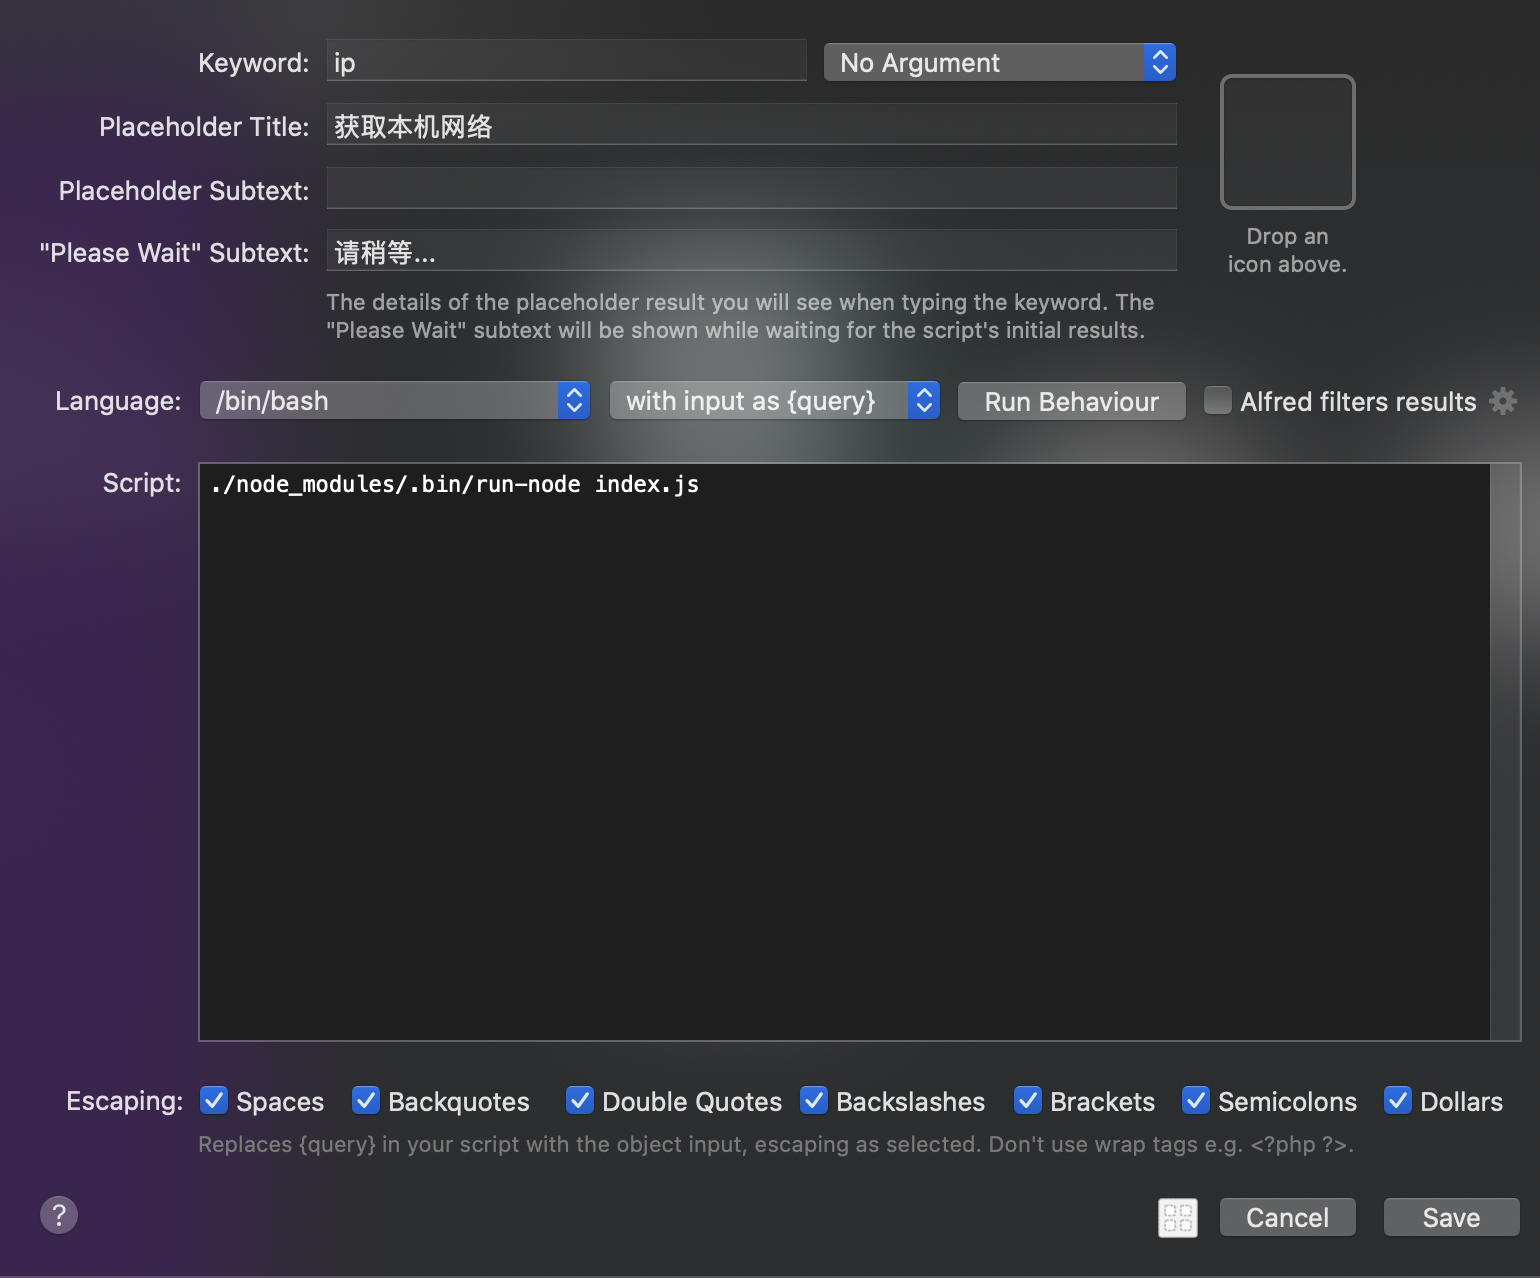 Keyword: ip No Argument
Placeholder Title: 获取本机网络
Placeholder Subtext:
"Please Wait" Subtext: 请稍等...
Drop an
icon above.
The details of the placeholder result you will see when typing the keyword. The
"Please Wait" subtext will be shown while waiting for the script's initial results.
Language: /bin/bash with input as {query} Run Behaviour Alfred filters results
Script: ./node_modules/.bin/run-node index.js
Escaping: Spaces Backquotes Double Quotes Backslashes Brackets Semicolons Dollars
Replaces {query} in your script with the object input, escaping as selected. Don't use wrap tags e.g. <?php ?>.
? Cancel Save